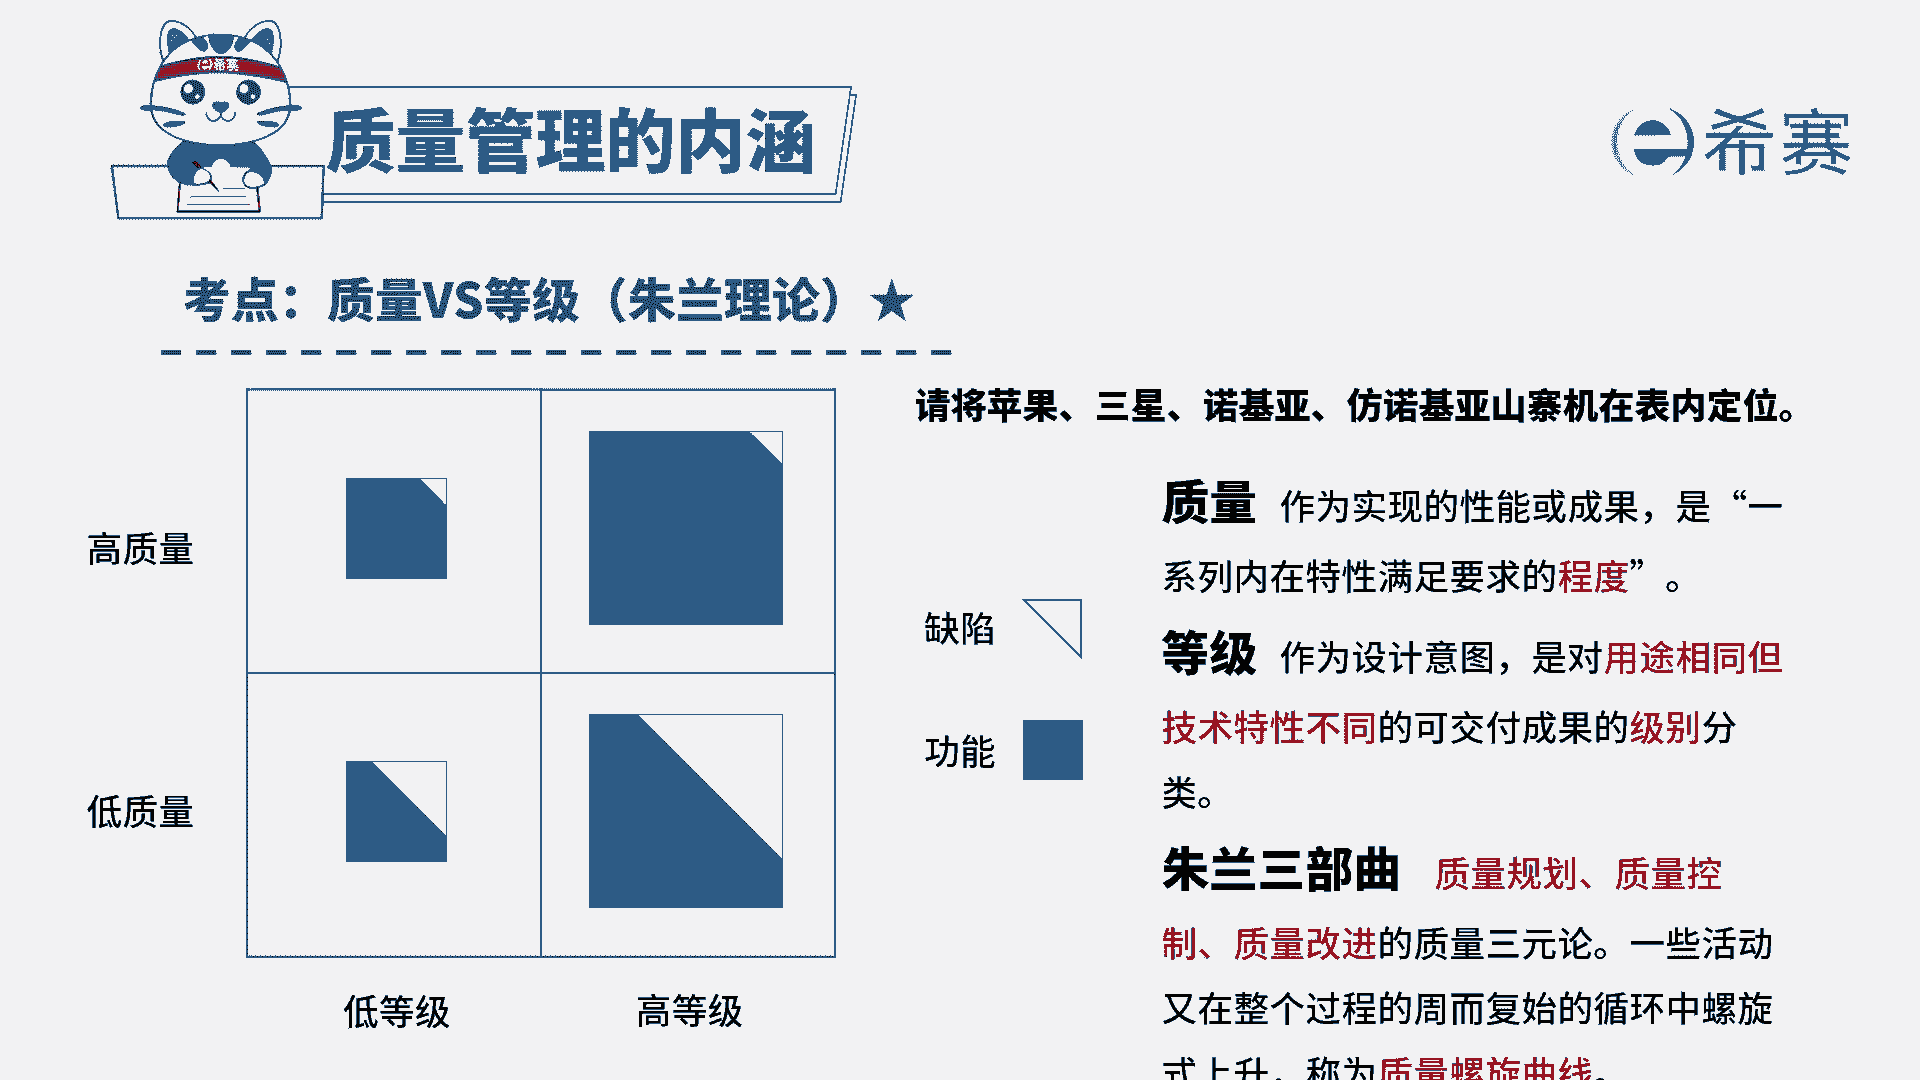 (e)希赛
质量管理的内涵
e希赛
考点：质量VS等级（朱兰理论）★
请将苹果、三星、诺基亚、仿诺基亚山寨机在表内定位。
高质量
低质量
低等级
高等级
缺陷
功能
质量 作为实现的性能或成果，是“一
系列内在特性满足要求的程度”。
等级 作为设计意图，是对用途相同但
技术特性不同的可交付成果的级别分
类。
朱兰三部曲 质量规划、质量控
制、质量改进的质量三元论。一些活动
又在整个过程的周而复始的循环中螺旋
式上升，称为质量螺旋曲线。